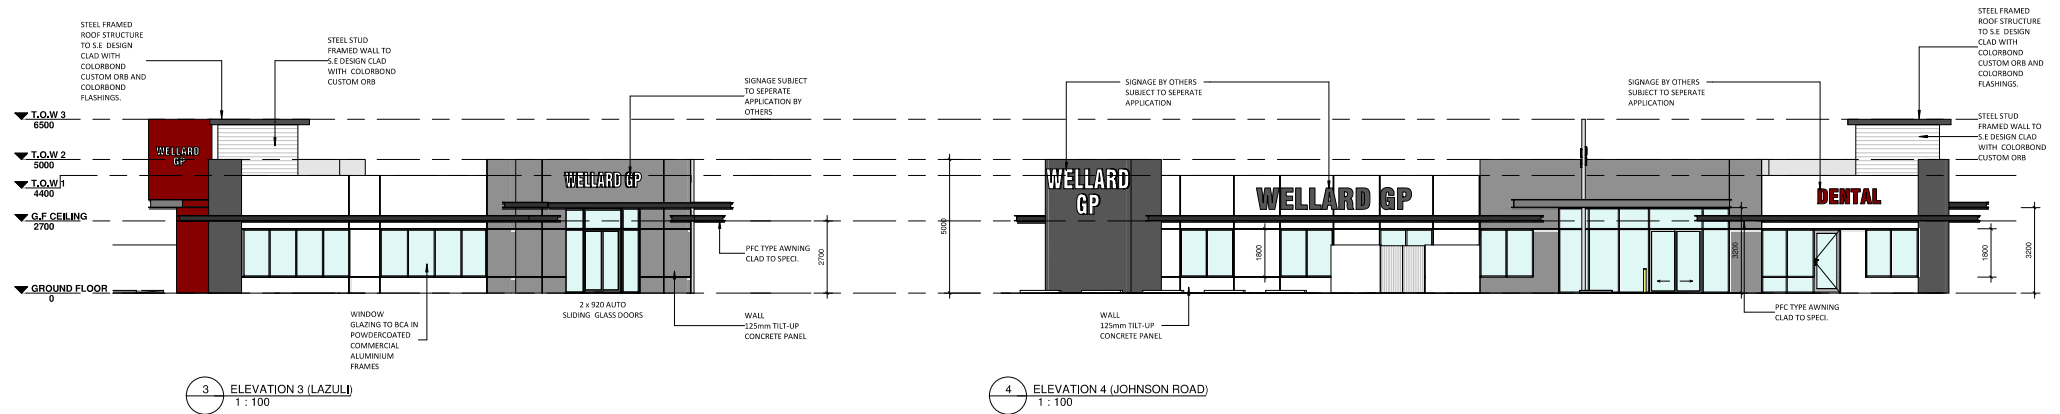 STEEL FRAMED
ROOF STRUCTURE
TO S.E DESIGN
CLAD WITH
COLORBOND
CUSTOM ORB AND
COLORBOND
FLASHINGS.
STEEL STUD
FRAMED WALL TO
S.E DESIGN CLAD
WITH COLORBOND
CUSTOM ORB
SIGNAGE SUBJECT
TO SEPERATE
APPLICATION BY
OTHERS
T.O.W 3
6500
T.O.W 2
5000
T.O.W 1
4400
G.F CEILING
2700
GROUND FLOOR
0
WELLARD
GP
WELLARD GP
PFC TYPE AWNING
CLAD TO SPECI.
2700
2 x 920 AUTO
SLIDING GLASS DOORS
WINDOW
GLAZING TO BCA IN
POWDERCOATED
COMMERCIAL
ALUMINIUM
FRAMES
WALL
125mm TILT-UP
CONCRETE PANEL
3
ELEVATION 3 (LAZULI)
1 : 100
SIGNAGE BY OTHERS
SUBJECT TO SEPERATE
APPLICATION
SIGNAGE BY OTHERS
SUBJECT TO SEPERATE
APPLICATION
STEEL FRAMED
ROOF STRUCTURE
TO S.E DESIGN
CLAD WITH
COLORBOND
CUSTOM ORB AND
COLORBOND
FLASHINGS.
STEEL STUD
FRAMED WALL TO
S.E DESIGN CLAD
WITH COLORBOND
CUSTOM ORB
5000
WELLARD
GP
WELLARD GP
DENTAL
1800
3200
1800
3200
WALL
125mm TILT-UP
CONCRETE PANEL
PFC TYPE AWNING
CLAD TO SPECI.
4
ELEVATION 4 (JOHNSON ROAD)
1 : 100